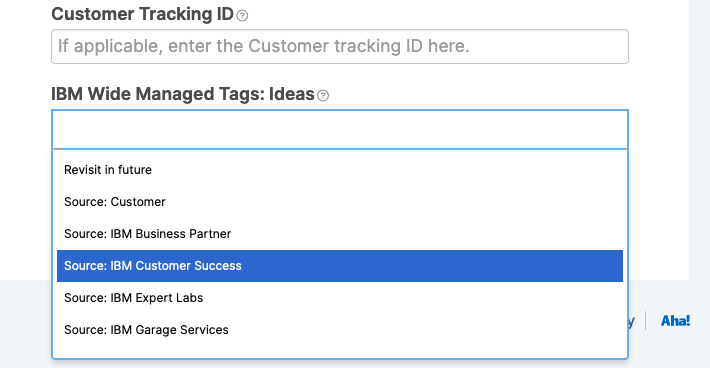 Customer Tracking ID
If applicable, enter the Customer tracking ID here.
IBM Wide Managed Tags: Ideas
Revisit in future
Source: Customer
Source: IBM Business Partner
Source: IBM Customer Success
Source: IBM Expert Labs
Source: IBM Garage Services
Aha!